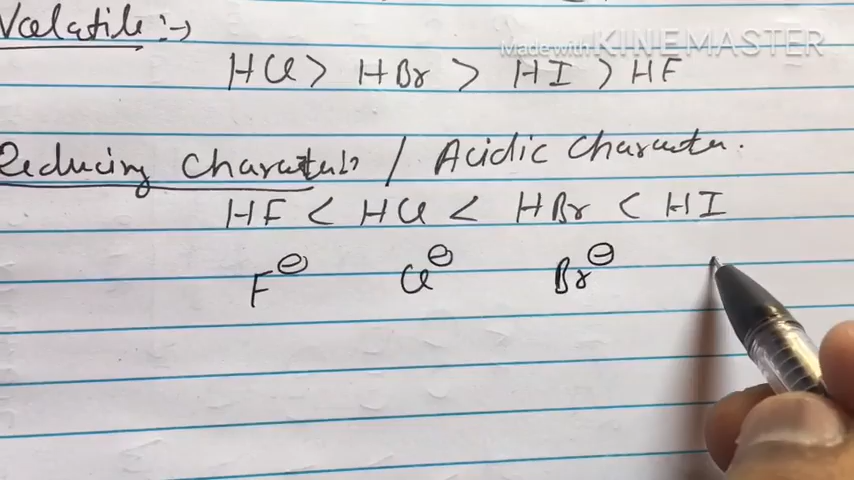 Volatile :→
Made with KINEMASTER
HCl > HBr > HI > HF
Reducing Character / Acidic Character.
HF < HCl < HBr < HI
F⊖ Cl⊖ Br⊖